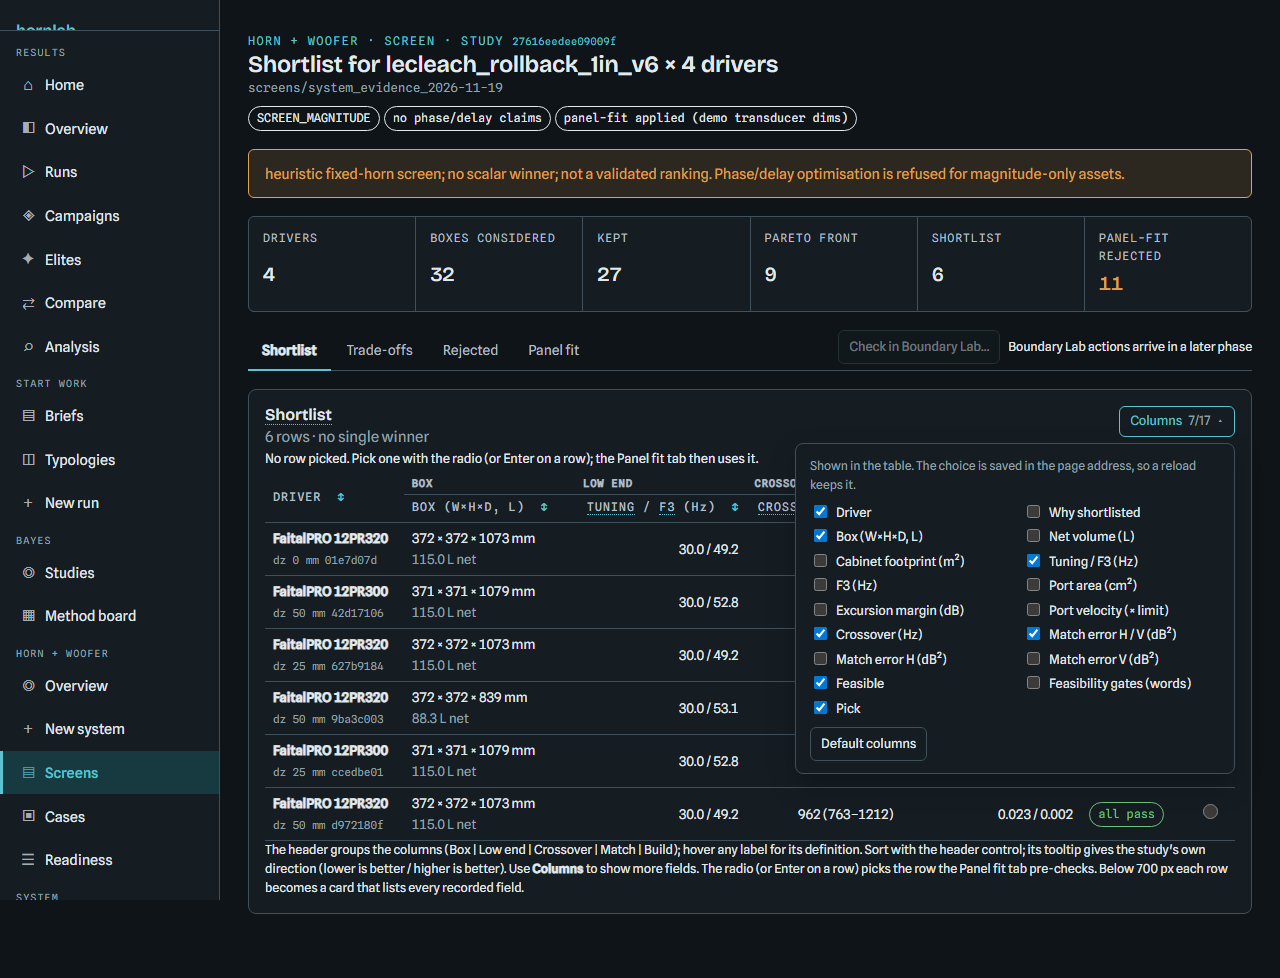 RESULTS
Home
Overview
Runs
Campaigns
Elites
Compare
Analysis
START WORK
Briefs
Typologies
New run
BAYES
Studies
Method board
HORN + WOOFER
Overview
New system
Screens
Cases
Readiness
SYSTEM
HORN + WOOFER · SCREEN · STUDY 27616eedee09009f
Shortlist for lecleach_rollback_1in_v6 × 4 drivers
screens/system_evidence_2026-11-19
SCREEN_MAGNITUDE no phase/delay claims panel-fit applied (demo transducer dims)
heuristic fixed-horn screen; no scalar winner; not a validated ranking. Phase/delay optimisation is refused for magnitude-only assets.
DRIVERS
4
BOXES CONSIDERED
32
KEPT
27
PARETO FRONT
9
SHORTLIST
6
PANEL-FIT
REJECTED
11
Shortlist Trade-offs Rejected Panel fit Check in Boundary Lab... Boundary Lab actions arrive in a later phase
Shortlist
6 rows · no single winner
No row picked. Pick one with the radio (or Enter on a row); the Panel fit tab then uses it.
Columns 7/17
BOX LOW END CROSSO
DRIVER BOX (W×H×D, L) TUNING / F3 (Hz) CROSS
FaitalPRO 12PR320 372 × 372 × 1073 mm 30.0 / 49.2
dz 0 mm 01e7d07d 115.0 L net
FaitalPRO 12PR300 371 × 371 × 1079 mm 30.0 / 52.8
dz 50 mm 42d17106 115.0 L net
FaitalPRO 12PR320 372 × 372 × 1073 mm 30.0 / 49.2
dz 25 mm 627b9184 115.0 L net
FaitalPRO 12PR320 372 × 372 × 839 mm 30.0 / 53.1
dz 50 mm 9ba3c003 88.3 L net
FaitalPRO 12PR300 371 × 371 × 1079 mm 30.0 / 52.8
dz 25 mm ccedbe01 115.0 L net
FaitalPRO 12PR320 372 × 372 × 1073 mm 30.0 / 49.2 962 (763–1212) 0.023 / 0.002 all pass
dz 50 mm d972180f 115.0 L net
Shown in the table. The choice is saved in the page address, so a reload
keeps it.
Driver Why shortlisted
Box (W×H×D, L) Net volume (L)
Cabinet footprint (m²) Tuning / F3 (Hz)
F3 (Hz) Port area (cm²)
Excursion margin (dB) Port velocity (× limit)
Crossover (Hz) Match error H / V (dB²)
Match error H (dB²) Match error V (dB²)
Feasible Feasibility gates (words)
Pick
Default columns
The header groups the columns (Box | Low end | Crossover | Match | Build); hover any label for its definition. Sort with the header control; its tooltip gives the study's own
direction (lower is better / higher is better). Use Columns to show more fields. The radio (or Enter on a row) picks the row the Panel fit tab pre-checks. Below 700 px each row
becomes a card that lists every recorded field.